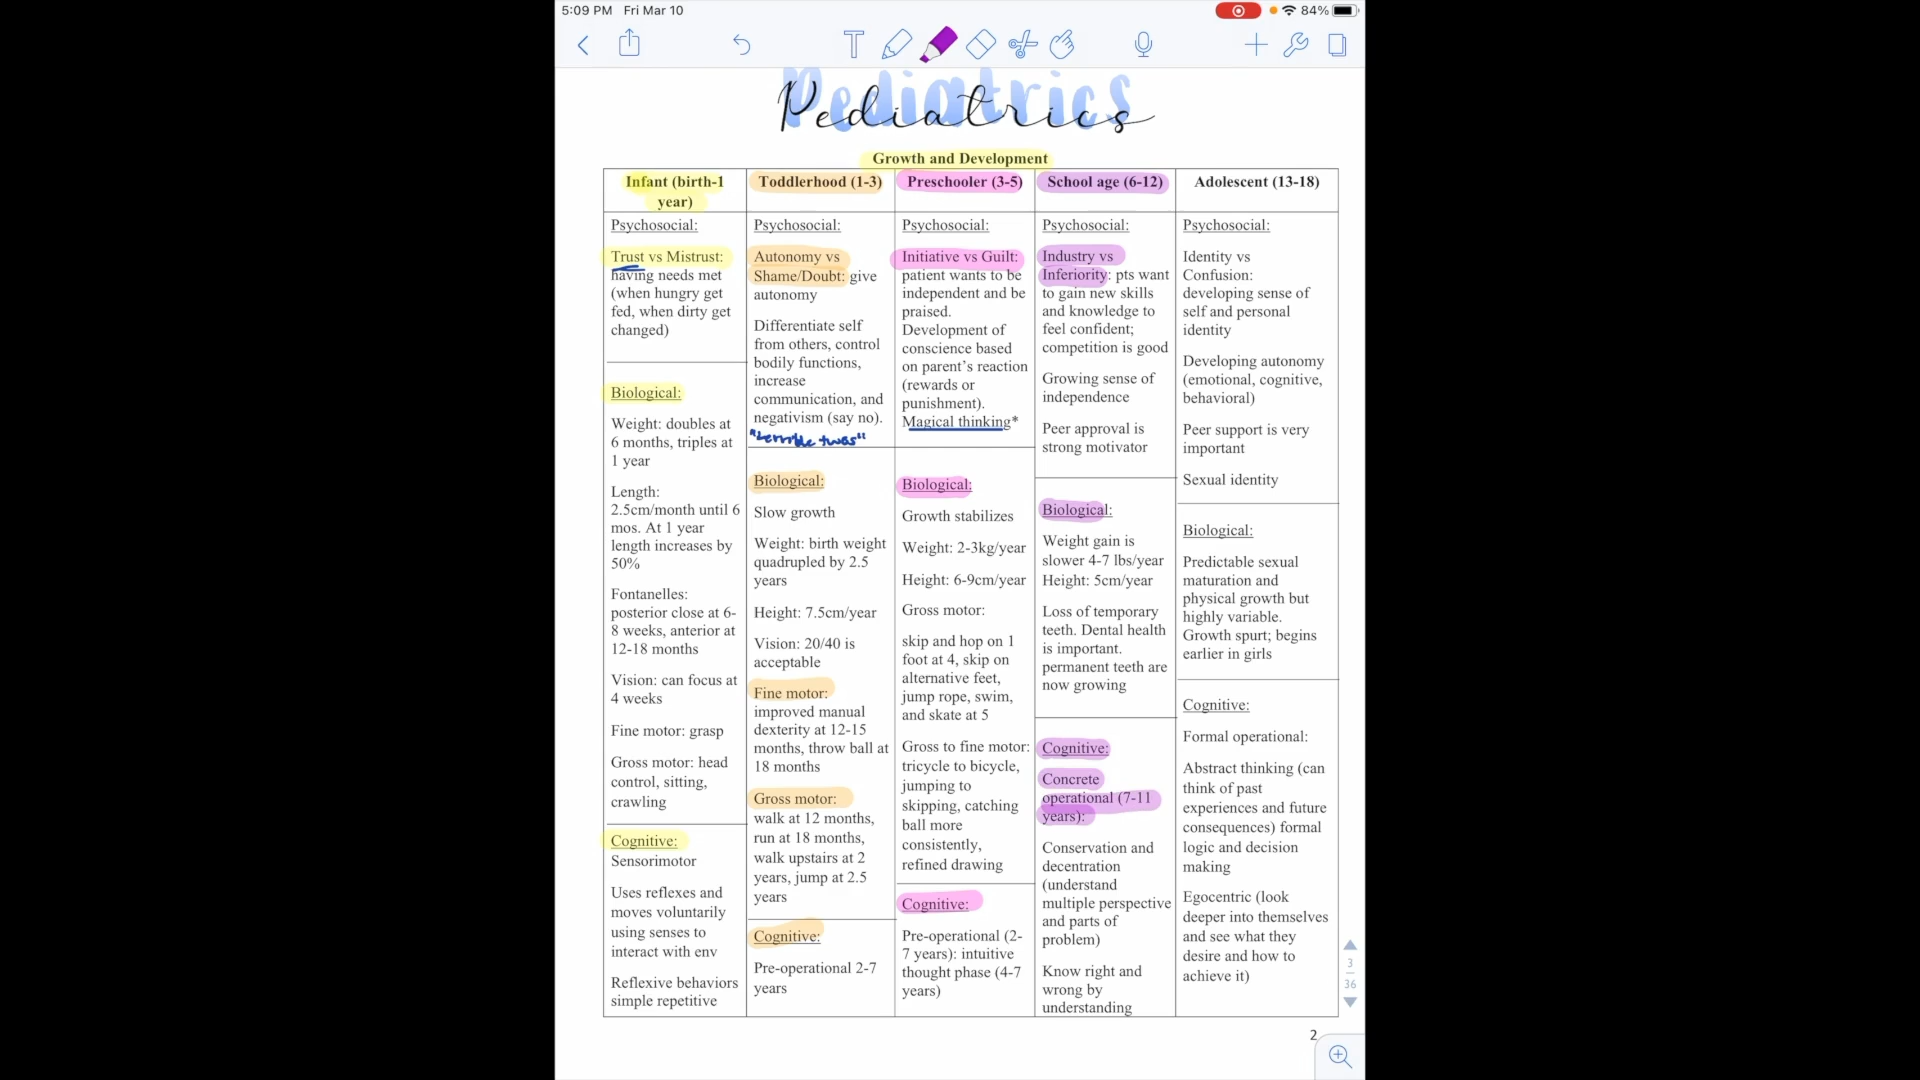 5:09 PM Fri Mar 10
84%
Pediatrics
Pediatrics
Growth and Development
Infant (birth-1
year)
Psychosocial:
Trust vs Mistrust:
having needs met
(when hungry get
fed, when dirty get
changed)
Biological:
Weight: doubles at
6 months, triples at
1 year
Length:
2.5cm/month until 6
mos. At 1 year
length increases by
50%
Fontanelles:
posterior close at 6-
8 weeks, anterior at
12-18 months
Vision: can focus at
4 weeks
Fine motor: grasp
Gross motor: head
control, sitting,
crawling
Cognitive:
Sensorimotor
Uses reflexes and
moves voluntarily
using senses to
interact with env
Reflexive behaviors
simple repetitive
Toddlerhood (1-3)
Psychosocial:
Autonomy vs
Shame/Doubt: give
autonomy
Differentiate self
from others, control
bodily functions,
increase
communication, and
negativism (say no).
"terrible twos"
Biological:
Slow growth
Weight: birth weight
quadrupled by 2.5
years
Height: 7.5cm/year
Vision: 20/40 is
acceptable
Fine motor:
improved manual
dexterity at 12-15
months, throw ball at
18 months
Gross motor:
walk at 12 months,
run at 18 months,
walk upstairs at 2
years, jump at 2.5
years
Cognitive:
Pre-operational 2-7
years
Preschooler (3-5)
Psychosocial:
Initiative vs Guilt:
patient wants to be
independent and be
praised.
Development of
conscience based
on parent's reaction
(rewards or
punishment).
Magical thinking*
Biological:
Growth stabilizes
Weight: 2-3kg/year
Height: 6-9cm/year
Gross motor:
skip and hop on 1
foot at 4, skip on
alternative feet,
jump rope, swim,
and skate at 5
Gross to fine motor:
tricycle to bicycle,
jumping to
skipping, catching
ball more
consistently,
refined drawing
Cognitive:
Pre-operational (2-
7 years): intuitive
thought phase (4-7
years)
School age (6-12)
Psychosocial:
Industry vs
Inferiority: pts want
to gain new skills
and knowledge to
feel confident;
competition is good
Growing sense of
independence
Peer approval is
strong motivator
Biological:
Weight gain is
slower 4-7 lbs/year
Height: 5cm/year
Loss of temporary
teeth. Dental health
is important.
permanent teeth are
now growing
Cognitive:
Concrete
operational (7-11
years):
Conservation and
decentration
(understand
multiple perspective
and parts of
problem)
Know right and
wrong by
understanding
Adolescent (13-18)
Psychosocial:
Identity vs
Confusion:
developing sense of
self and personal
identity
Developing autonomy
(emotional, cognitive,
behavioral)
Peer support is very
important
Sexual identity
Biological:
Predictable sexual
maturation and
physical growth but
highly variable.
Growth spurt; begins
earlier in girls
Cognitive:
Formal operational:
Abstract thinking (can
think of past
experiences and future
consequences) formal
logic and decision
making
Egocentric (look
deeper into themselves
and see what they
desire and how to
achieve it)
3
36
2